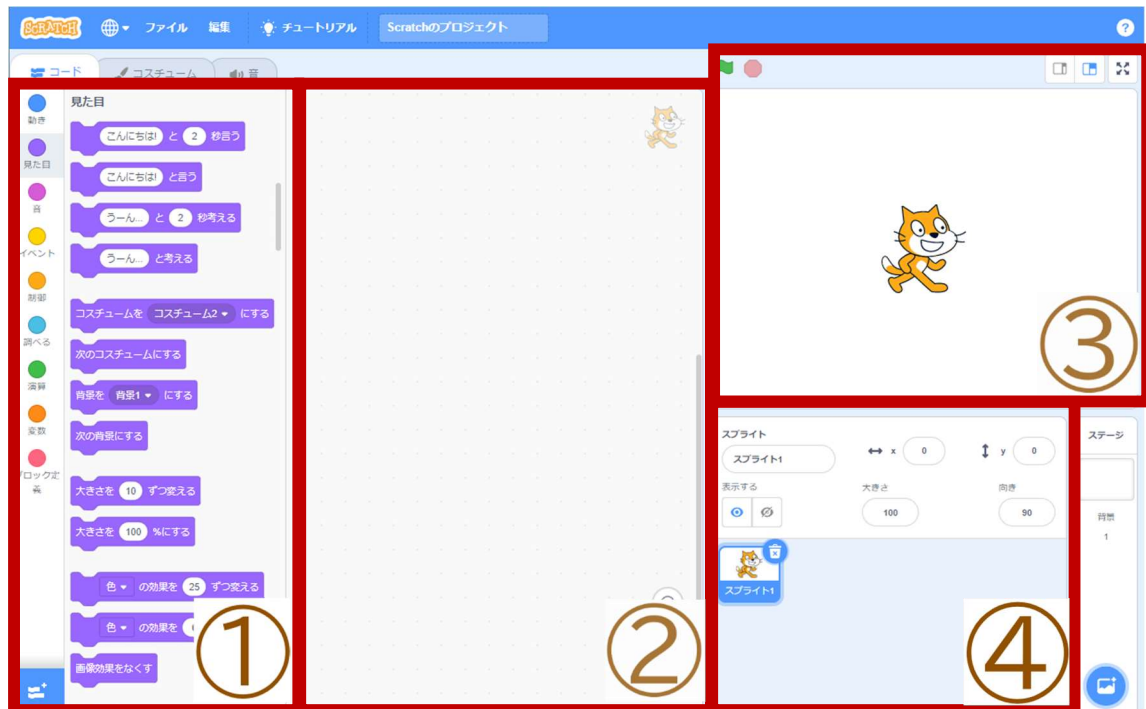 SCRATCH
ファイル
編集
チュートリアル
Scratchのプロジェクト
?
コード
コスチューム
音
動き
見た目
音
イベント
制御
調べる
演算
変数
ブロック定
義
見た目
こんにちは! と 2 秒言う
こんにちは! と言う
うーん... と 2 秒考える
うーん... と考える
コスチュームを コスチューム2 にする
次のコスチュームにする
背景を 背景1 にする
次の背景にする
大きさを 10 ずつ変える
大きさを 100 %にする
色 の効果を 25 ずつ変える
色 の効果を
画像効果をなくす
①
②
③
スプライト
スプライト1
x 0
y 0
表示する
大きさ
100
向き
90
スプライト1
④
ステージ
背景
1